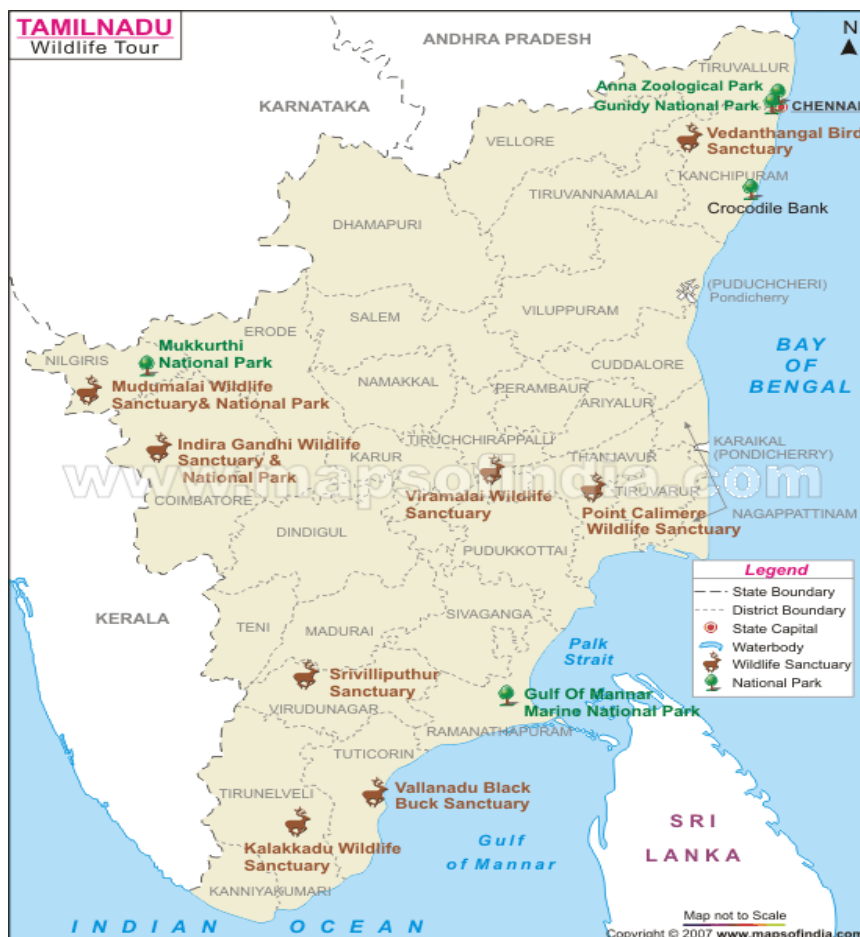 TAMILNADU
Wildlife Tour
ANDHRA PRADESH
N
KARNATAKA
TIRUVALLUR
Anna Zoological Park
Gunidy National Park
CHENNAI
VELLORE
Vedanthangal Bird
Sanctuary
KANCHIPURAM
TIRUVANNAMALAI
Crocodile Bank
DHAMAPURI
(PUDUCHCHERI)
Pondicherry
VILUPPURAM
SALEM
ERODE
Mukkurthi
National Park
NILGIRIS
BAY
OF
BENGAL
CUDDALORE
NAMAKKAL
PERAMBAUR
Mudumalai Wildlife
Sanctuary& National Park
ARIYALUR
Indira Gandhi Wildlife
Sanctuary &
National Park
TIRUCHCHIRAPPALLI
KARUR
THANJAVUR
KARAIKAL
(PONDICHERRY)
www.mapsofindia.com
COIMBATORE
Viramalai Wildlife
Sanctuary
TIRUVARUR
Point Calimere
Wildlife Sanctuary
NAGAPPATTINAM
DINDIGUL
PUDUKKOTTAI
Legend
State Boundary
District Boundary
State Capital
Waterbody
Wildlife Sanctuary
National Park
KERALA
TENI
MADURAI
SIVAGANGA
Palk
Strait
Srivilliputhur
Sanctuary
Gulf Of Mannar
Marine National Park
VIRUDUNAGAR
RAMANATHAPURAM
TUTICORIN
TIRUNELVELI
Vallanadu Black
Buck Sanctuary
Kalakkadu Wildlife
Sanctuary
Gulf
of Mannar
SRI
LANKA
KANNIYAKUMARI
INDIAN OCEAN
Map not to Scale
Copyright © 2007 www.mapsofindia.com